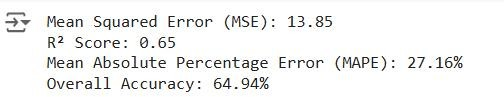 Mean Squared Error (MSE): 13.85
R² Score: 0.65
Mean Absolute Percentage Error (MAPE): 27.16%
Overall Accuracy: 64.94%